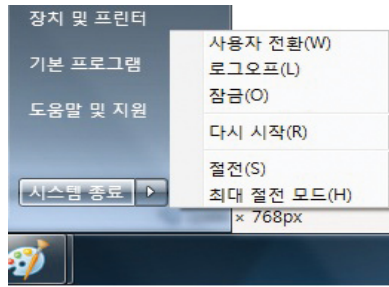 장치 및 프린터
기본 프로그램
도움말 및 지원
시스템 종료
사용자 전환(W)
로그오프(L)
잠금(O)
다시 시작(R)
절전(S)
최대 절전 모드(H)
× 768px